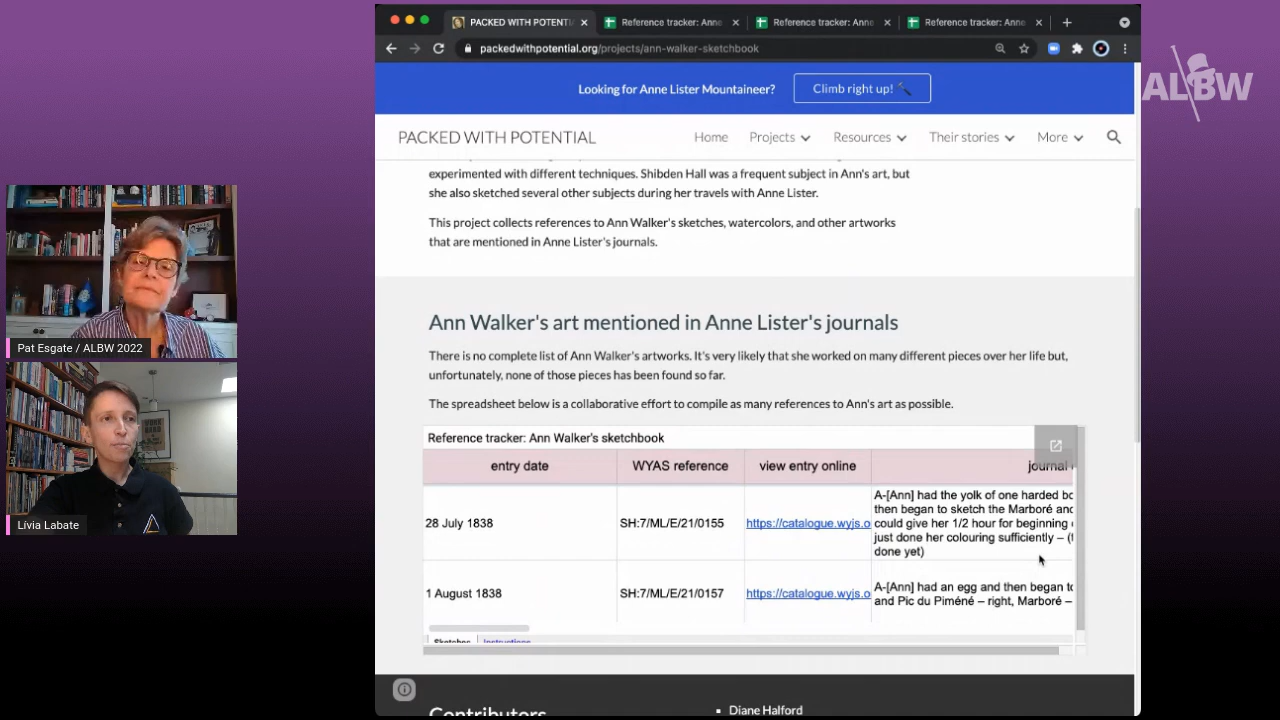 PACKED WITH POTENTIA
Reference tracker: Anne
Reference tracker: Anne
Reference tracker: Anne
packedwithpotential.org/projects/ann-walker-sketchbook
Looking for Anne Lister Mountaineer?
Climb right up!
ALBW
PACKED WITH POTENTIAL
Home
Projects
Resources
Their stories
More
experimented with different techniques. Shibden Hall was a frequent subject in Ann's art, but
she also sketched several other subjects during her travels with Anne Lister.
This project collects references to Ann Walker's sketches, watercolors, and other artworks
that are mentioned in Anne Lister's journals.
Ann Walker's art mentioned in Anne Lister's journals
There is no complete list of Ann Walker's artworks. It's very likely that she worked on many different pieces over her life but,
unfortunately, none of those pieces has been found so far.
The spreadsheet below is a collaborative effort to compile as many references to Ann's art as possible.
Reference tracker: Ann Walker's sketchbook
entry date
WYAS reference
view entry online
journal
28 July 1838
SH:7/ML/E/21/0155
https://catalogue.wyjs.o
A-[Ann] had the yolk of one harded bo
then began to sketch the Marboré and
could give her 1/2 hour for beginning
just done her colouring sufficiently – (
done yet)
1 August 1838
SH:7/ML/E/21/0157
https://catalogue.wyjs.o
A-[Ann] had an egg and then began to
and Pic du Piméné – right, Marboré –
Sketches
Instructions
Contributors
Diane Halford
Pat Esgate / ALBW 2022
WORK HARD
Lívia Labate